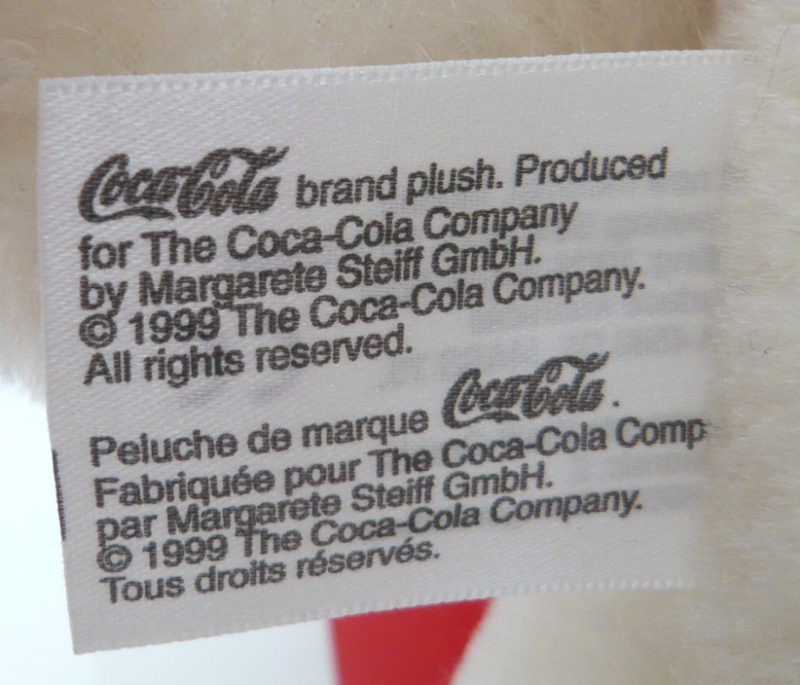 Coca-Cola brand plush. Produced
for The Coca-Cola Company
by Margarete Steiff GmbH.
© 1999 The Coca-Cola Company.
All rights reserved.
Peluche de marque Coca-Cola.
Fabriquée pour The Coca-Cola Comp
par Margarete Steiff GmbH.
© 1999 The Coca-Cola Company.
Tous droits réservés.